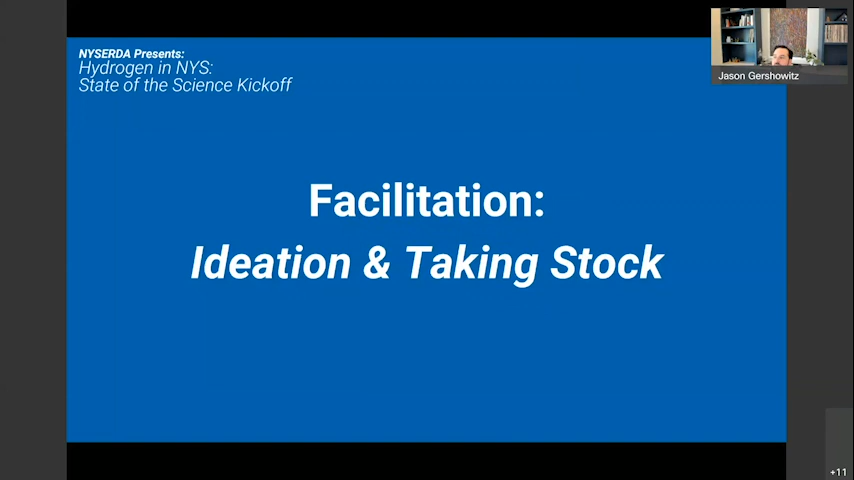 NYSERDA Presents:
Hydrogen in NYS:
State of the Science Kickoff
Jason Gershowitz
Facilitation:
Ideation & Taking Stock
+11